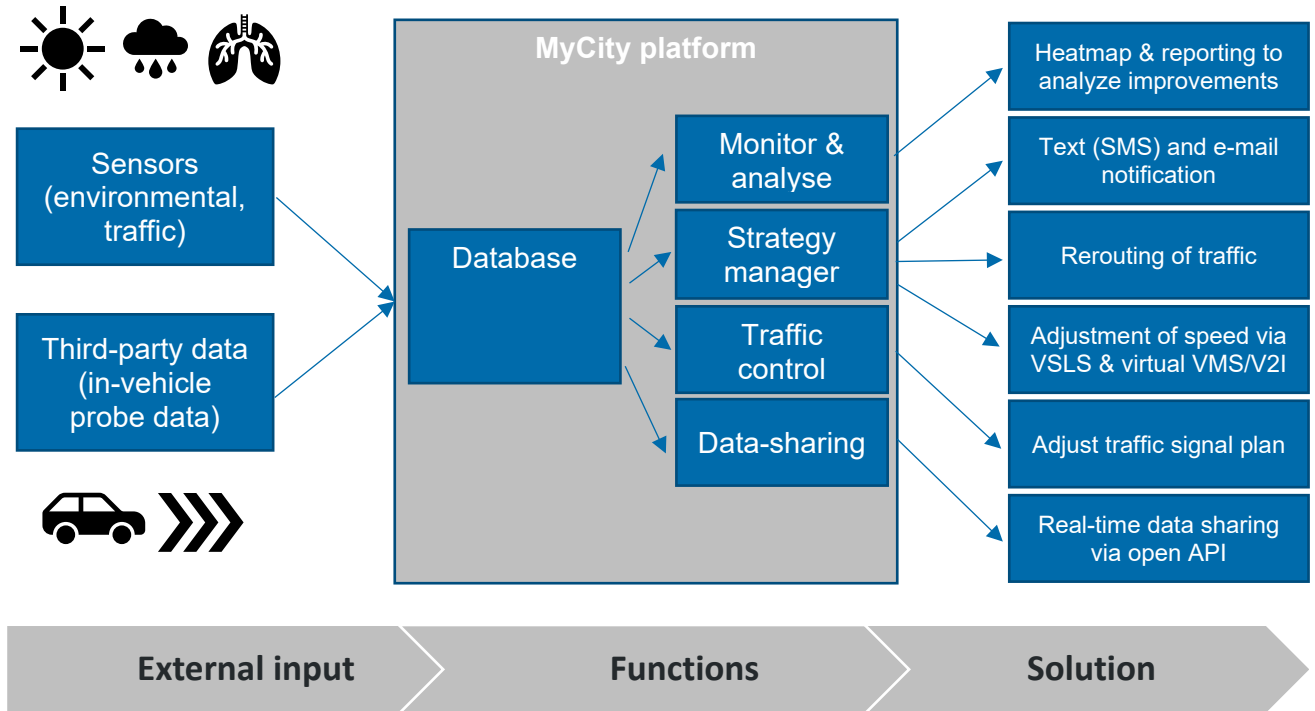 Sensors
(environmental,
traffic)
Third-party data
(in-vehicle
probe data)
MyCity platform
Database
Monitor &
analyse
Strategy
manager
Traffic
control
Data-sharing
Heatmap & reporting to
analyze improvements
Text (SMS) and e-mail
notification
Rerouting of traffic
Adjustment of speed via
VSLS & virtual VMS/V2I
Adjust traffic signal plan
Real-time data sharing
via open API
External input
Functions
Solution